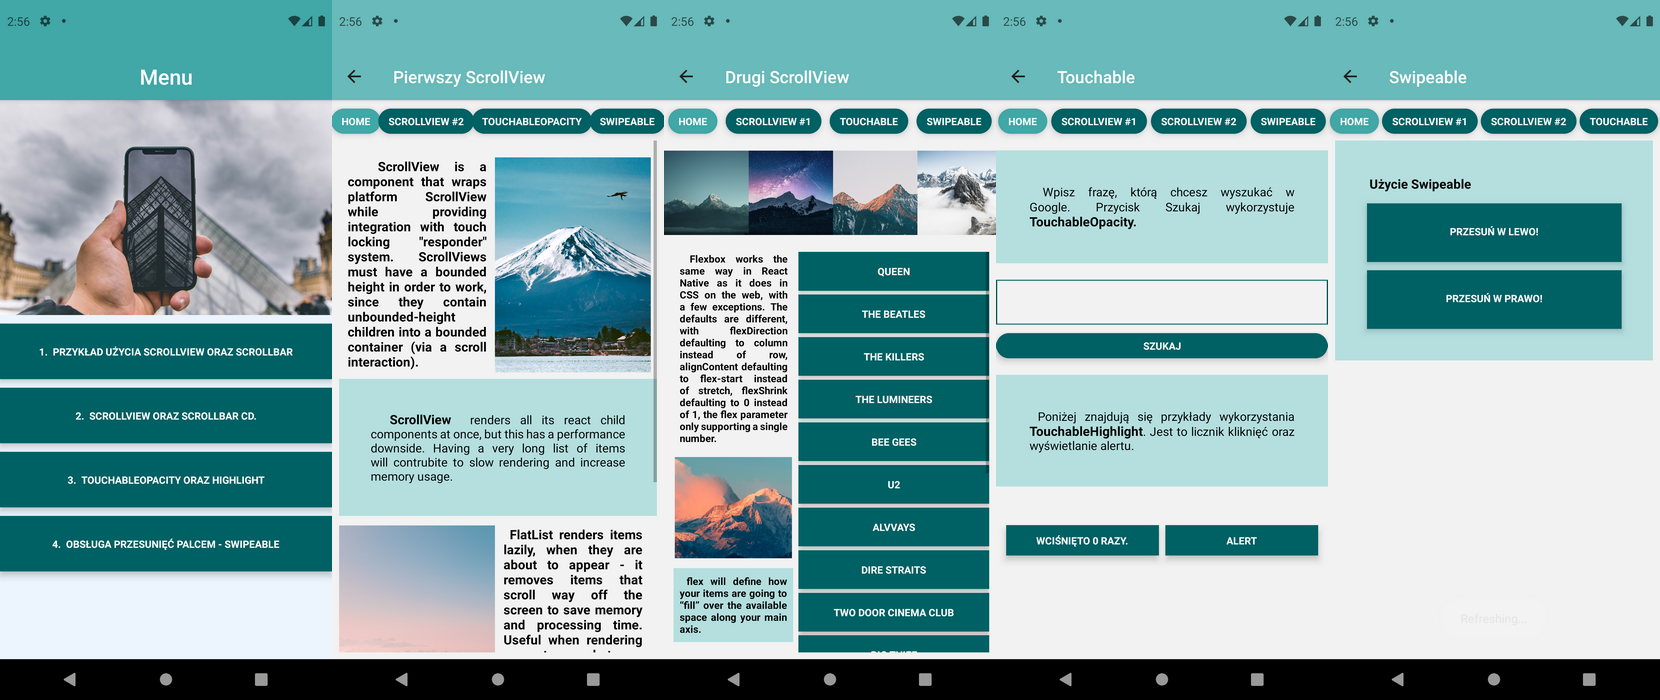 2:56
Menu
1. PRZYKŁAD UŻYCIA SCROLLVIEW ORAZ SCROLLBAR
2. SCROLLVIEW ORAZ SCROLLBAR CD.
3. TOUCHABLEOPACITY ORAZ HIGHLIGHT
4. OBSŁUGA PRZESUNIĘĆ PALCEM - SWIPEABLE
2:56
Pierwszy ScrollView
HOME SCROLLVIEW #2 TOUCHABLEOPACITY SWIPEABLE
ScrollView is a
component that wraps
platform ScrollView
while providing
integration with touch
locking "responder"
system. ScrollViews
must have a bounded
height in order to work,
since they contain
unbounded-height
children into a bounded
container (via a scroll
interaction).
ScrollView renders all its react child
components at once, but this has a performance
downside. Having a very long list of items
will contrubite to slow rendering and increase
memory usage.
FlatList renders items
lazily, when they are
about to appear - it
removes items that
scroll way off the
screen to save memory
and processing time.
Useful when rendering
2:56
Drugi ScrollView
HOME SCROLLVIEW #1 TOUCHABLE SWIPEABLE
Flexbox works the
same way in React
Native as it does in
CSS on the web, with
a few exceptions. The
defaults are different,
with flexDirection
defaulting to column
instead of row,
alignContent defaulting
to flex-start instead
of stretch, flexShrink
defaulting to 0 instead
of 1, the flex parameter
only supporting a single
number.
flex will define how
your items are going to
“fill” over the available
space along your main
axis.
QUEEN
THE BEATLES
THE KILLERS
THE LUMINEERS
BEE GEES
U2
ALVVAYS
DIRE STRAITS
TWO DOOR CINEMA CLUB
2:56
Touchable
HOME SCROLLVIEW #1 SCROLLVIEW #2 SWIPEABLE
Wpisz frazę, którą chcesz wyszukać w
Google. Przycisk Szukaj wykorzystuje
TouchableOpacity.
SZUKAJ
Poniżej znajdują się przykłady wykorzystania
TouchableHighlight. Jest to licznik kliknięć oraz
wyświetlanie alertu.
WCIŚNIĘTO 0 RAZY. ALERT
2:56
Swipeable
HOME SCROLLVIEW #1 SCROLLVIEW #2 TOUCHABLE
Użycie Swipeable
PRZESUŃ W LEWO!
PRZESUŃ W PRAWO!
Refreshing...